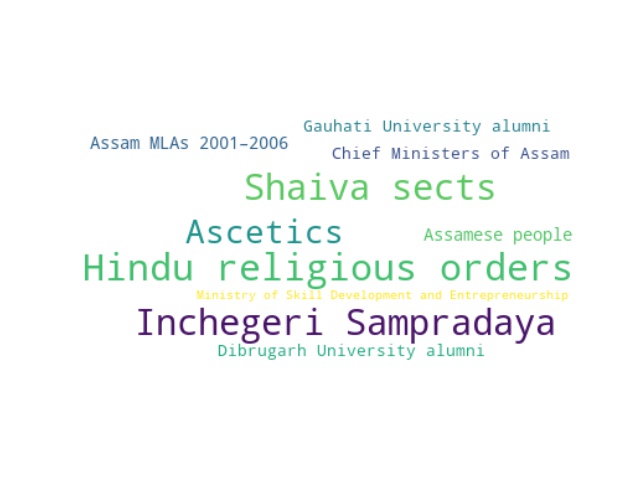 Gauhati University alumni
Assam MLAs 2001–2006
Chief Ministers of Assam
Shaiva sects
Ascetics
Assamese people
Hindu religious orders
Ministry of Skill Development and Entrepreneurship
Inchegeri Sampradaya
Dibrugarh University alumni